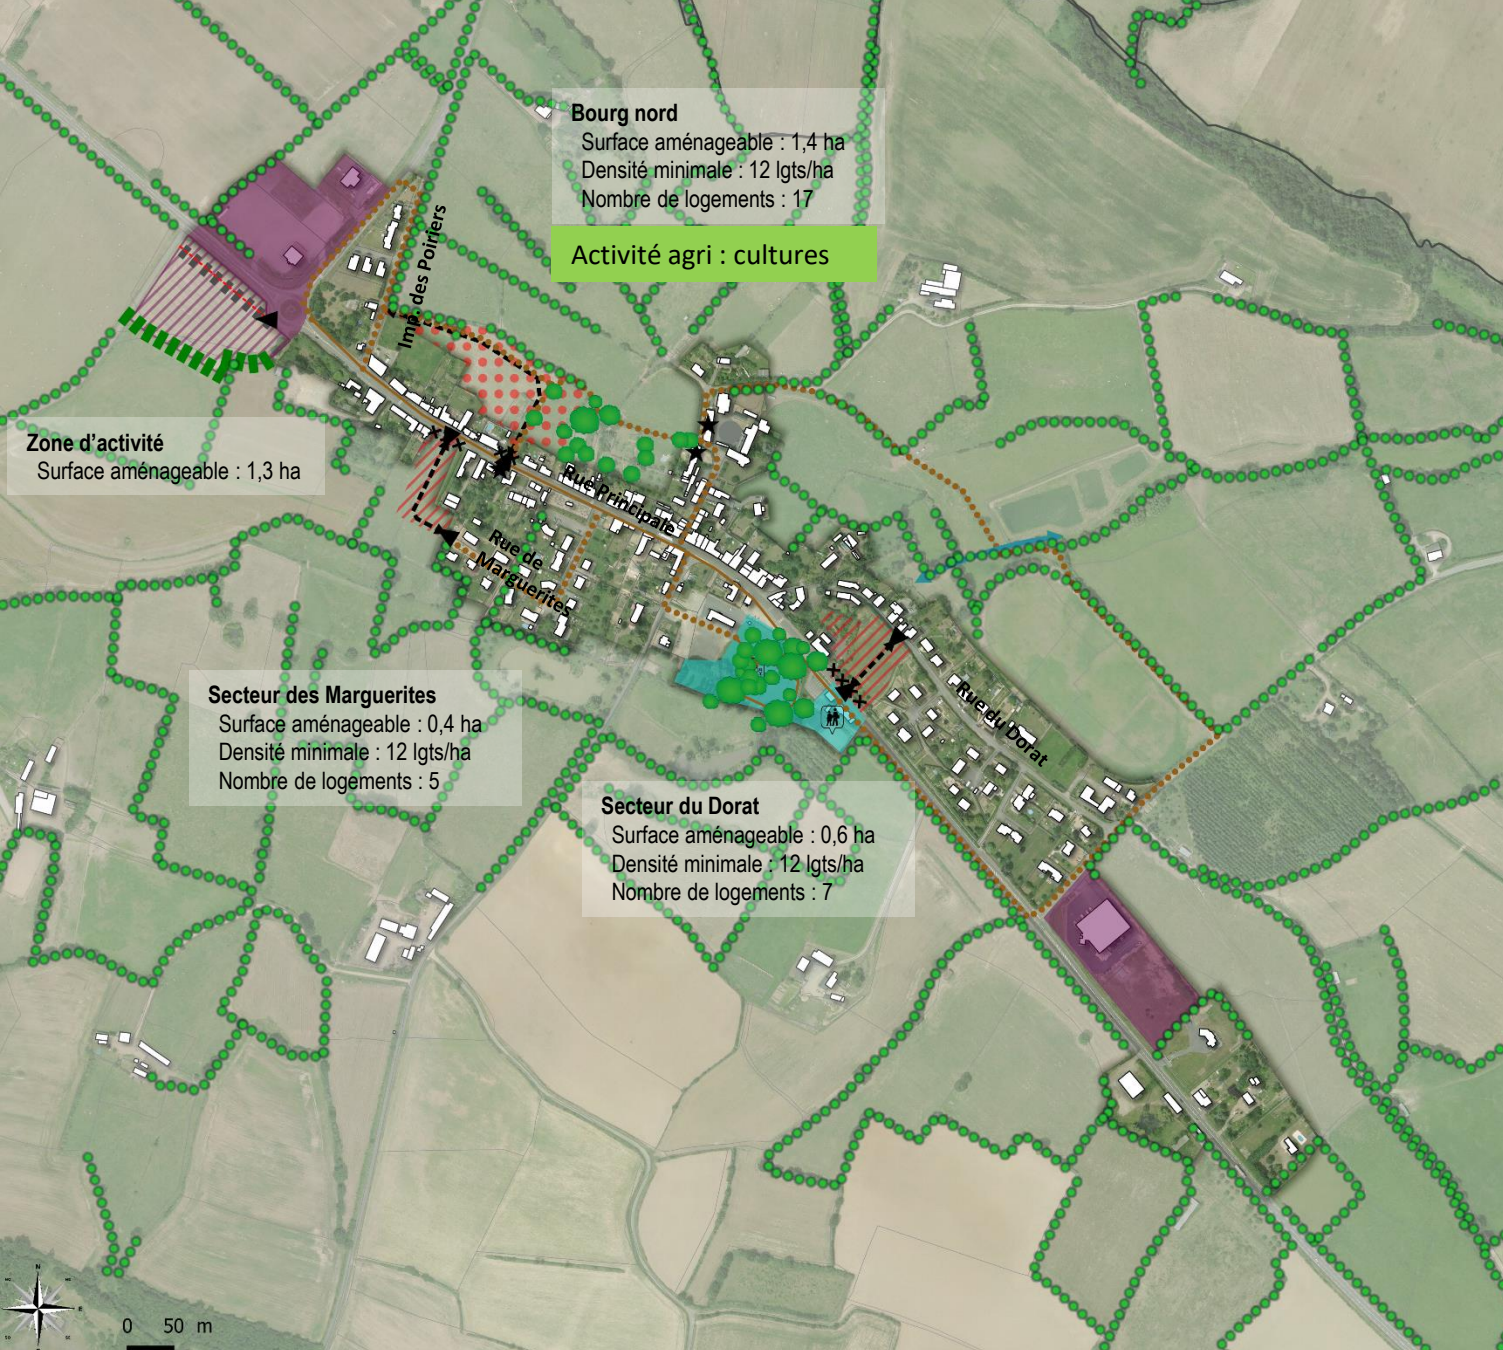 Bourg nord
Surface aménageable : 1,4 ha
Densité minimale : 12 lgts/ha
Nombre de logements : 17
Activité agri : cultures
Imp. des Poiriers
Zone d'activité
Surface aménageable : 1,3 ha
Rue Principale
Rue de
Marguerites
Secteur des Marguerites
Surface aménageable : 0,4 ha
Densité minimale : 12 lgts/ha
Nombre de logements : 5
Rue du Dorat
Secteur du Dorat
Surface aménageable : 0,6 ha
Densité minimale : 12 lgts/ha
Nombre de logements : 7
N
E
0 50 m